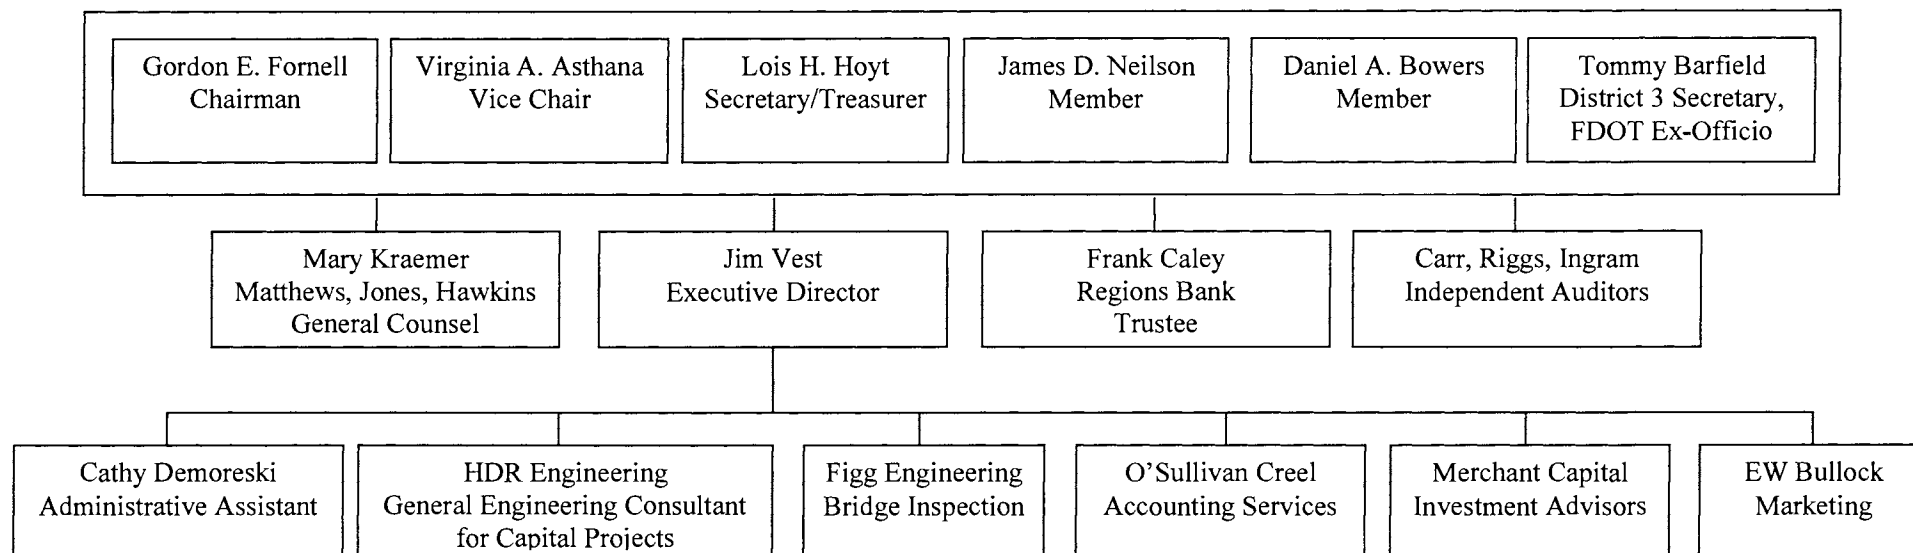 Gordon E. Fornell
Chairman
Virginia A. Asthana
Vice Chair
Lois H. Hoyt
Secretary/Treasurer
James D. Neilson
Member
Daniel A. Bowers
Member
Tommy Barfield
District 3 Secretary,
FDOT Ex-Officio
Mary Kraemer
Matthews, Jones, Hawkins
General Counsel
Jim Vest
Executive Director
Frank Caley
Regions Bank
Trustee
Carr, Riggs, Ingram
Independent Auditors
Cathy Demoreski
Administrative Assistant
HDR Engineering
General Engineering Consultant
for Capital Projects
Figg Engineering
Bridge Inspection
O'Sullivan Creel
Accounting Services
Merchant Capital
Investment Advisors
EW Bullock
Marketing